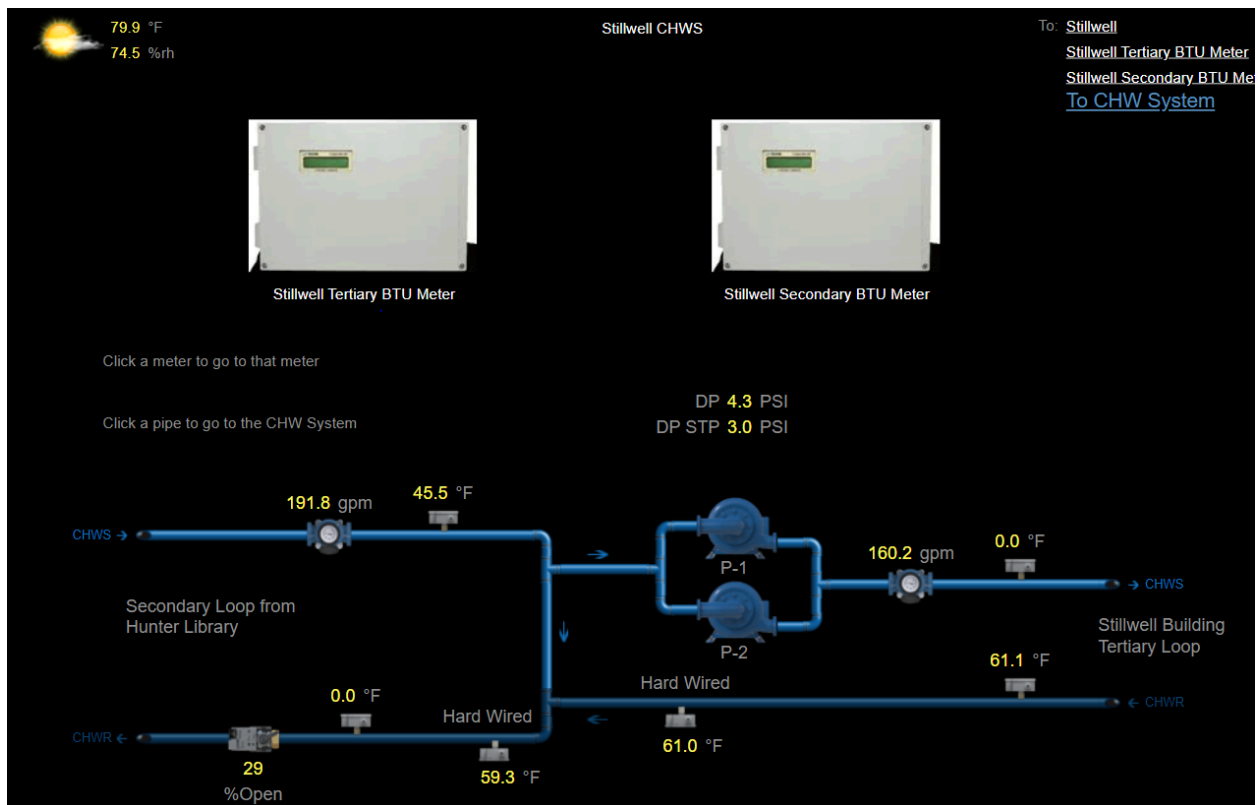 79.9 °F
74.5 %rh
Stillwell CHWS
To: Stillwell
Stillwell Tertiary BTU Meter
Stillwell Secondary BTU Met
To CHW System
Stillwell Tertiary BTU Meter
Stillwell Secondary BTU Meter
Click a meter to go to that meter
Click a pipe to go to the CHW System
DP 4.3 PSI
DP STP 3.0 PSI
191.8 gpm
45.5 °F
CHWS →
P-1
P-2
160.2 gpm
0.0 °F
→ CHWS
Secondary Loop from
Hunter Library
Stillwell Building
Tertiary Loop
0.0 °F
Hard Wired
Hard Wired
61.1 °F
CHWR ←
← CHWR
29
%Open
59.3 °F
61.0 °F